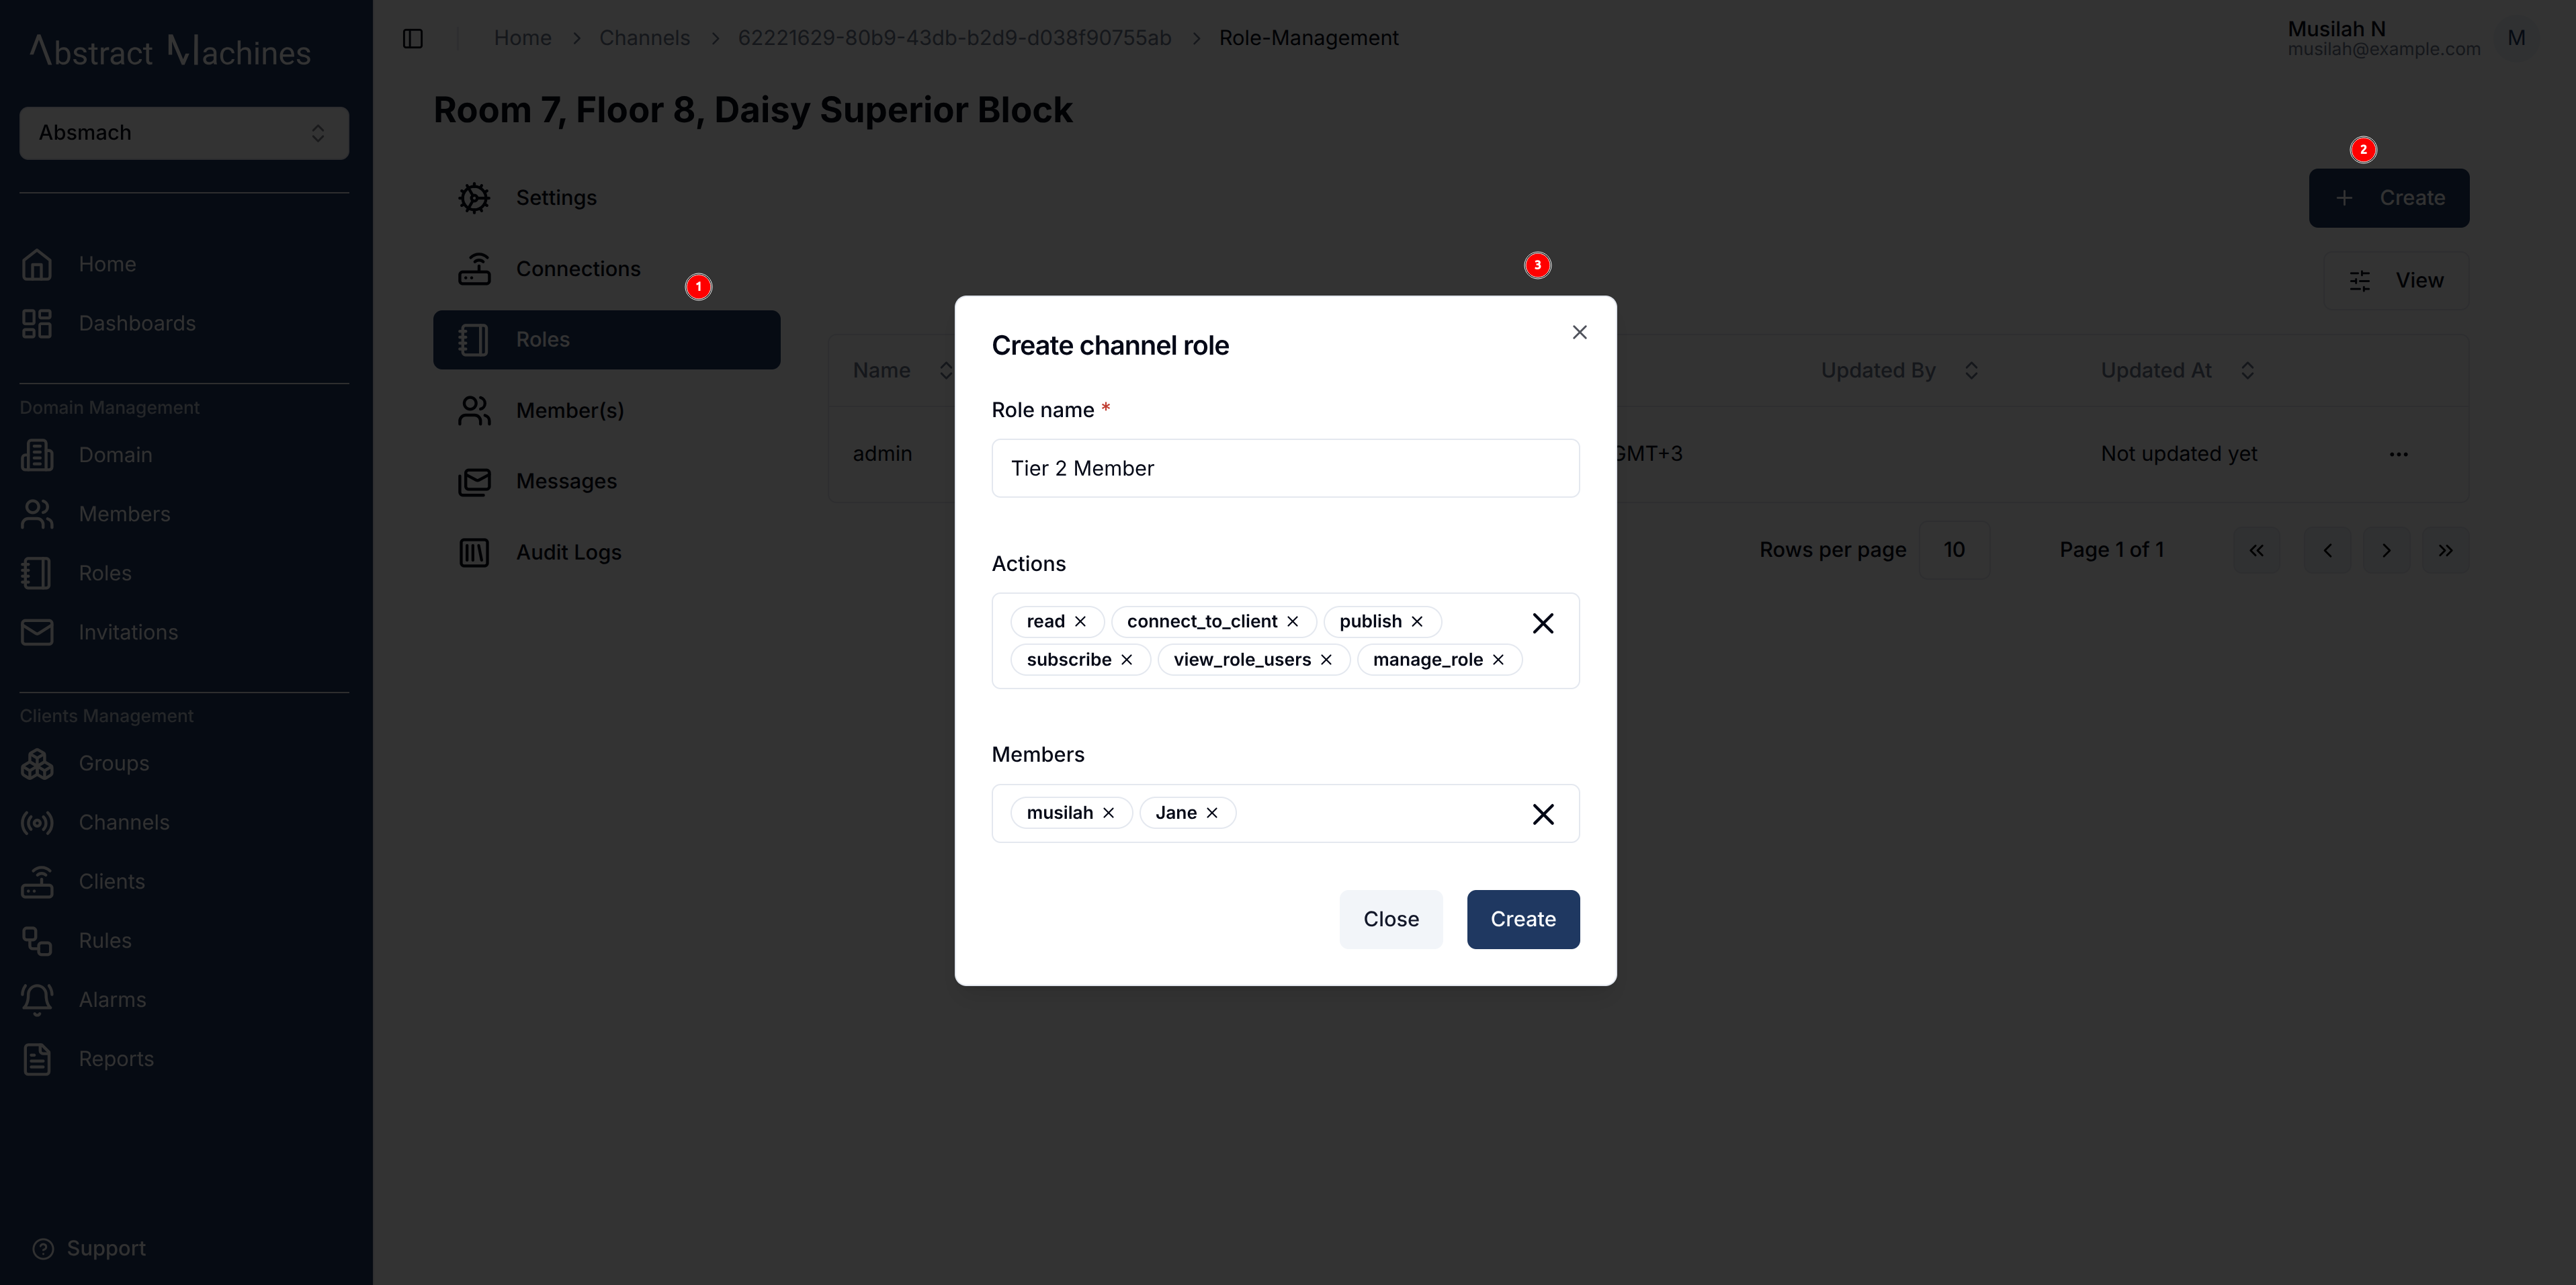 Abstract Machines
Absmach
Home
Dashboards
Domain Management
Domain
Members
Roles
Invitations
Clients Management
Groups
Channels
Clients
Rules
Alarms
Reports
Support
Home > Channels > 62221629-80b9-43db-b2d9-d038f90755ab > Role-Management
Musilah N
musilah@example.com
M
Room 7, Floor 8, Daisy Superior Block
Settings
Connections
1
Roles
Member(s)
Messages
Audit Logs
2
+ Create
View
3
Name Updated By Updated At
admin GMT+3 Not updated yet ...
Rows per page 10 Page 1 of 1
Create channel role
Role name *
Tier 2 Member
Actions
read connect_to_client publish
subscribe view_role_users manage_role
Members
musilah Jane
Close Create